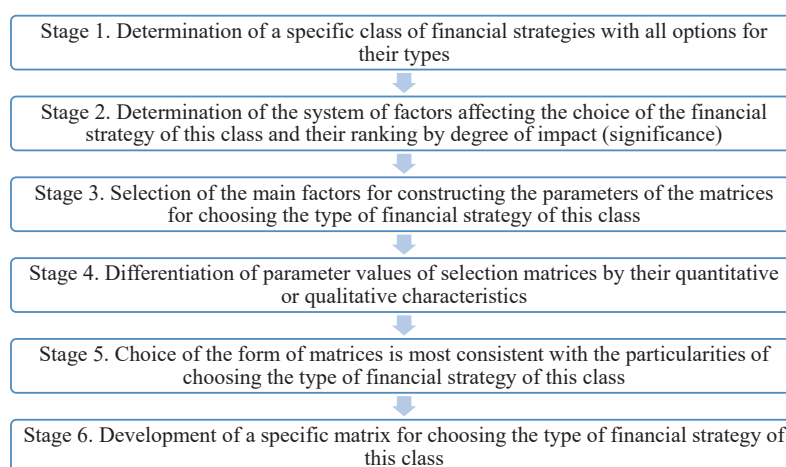 Stage 1. Determination of a specific class of financial strategies with all options for
their types
Stage 2. Determination of the system of factors affecting the choice of the financial
strategy of this class and their ranking by degree of impact (significance)
Stage 3. Selection of the main factors for constructing the parameters of the matrices
for choosing the type of financial strategy of this class
Stage 4. Differentiation of parameter values of selection matrices by their quantitative
or qualitative characteristics
Stage 5. Choice of the form of matrices is most consistent with the particularities of
choosing the type of financial strategy of this class
Stage 6. Development of a specific matrix for choosing the type of financial strategy of
this class